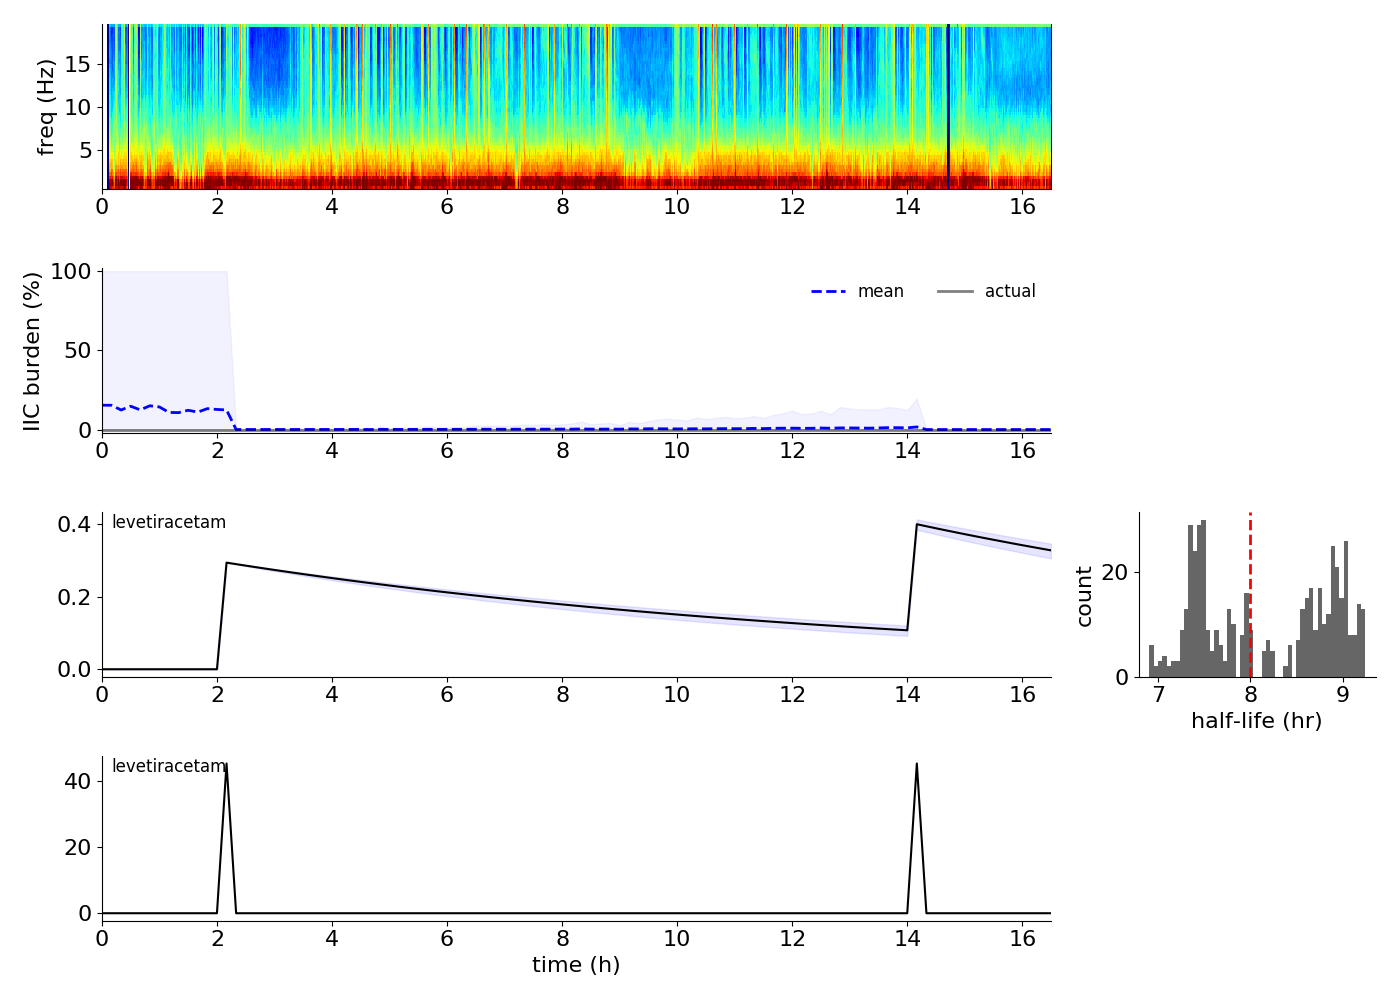 freq (Hz)
15
10
5
0 2 4 6 8 10 12 14 16
IIC burden (%)
100
50
0
mean actual
0 2 4 6 8 10 12 14 16
levetiracetam
0.4
0.2
0.0
0 2 4 6 8 10 12 14 16
count
20
0
7 8 9
half-life (hr)
levetiracetam
40
20
0
0 2 4 6 8 10 12 14 16
time (h)